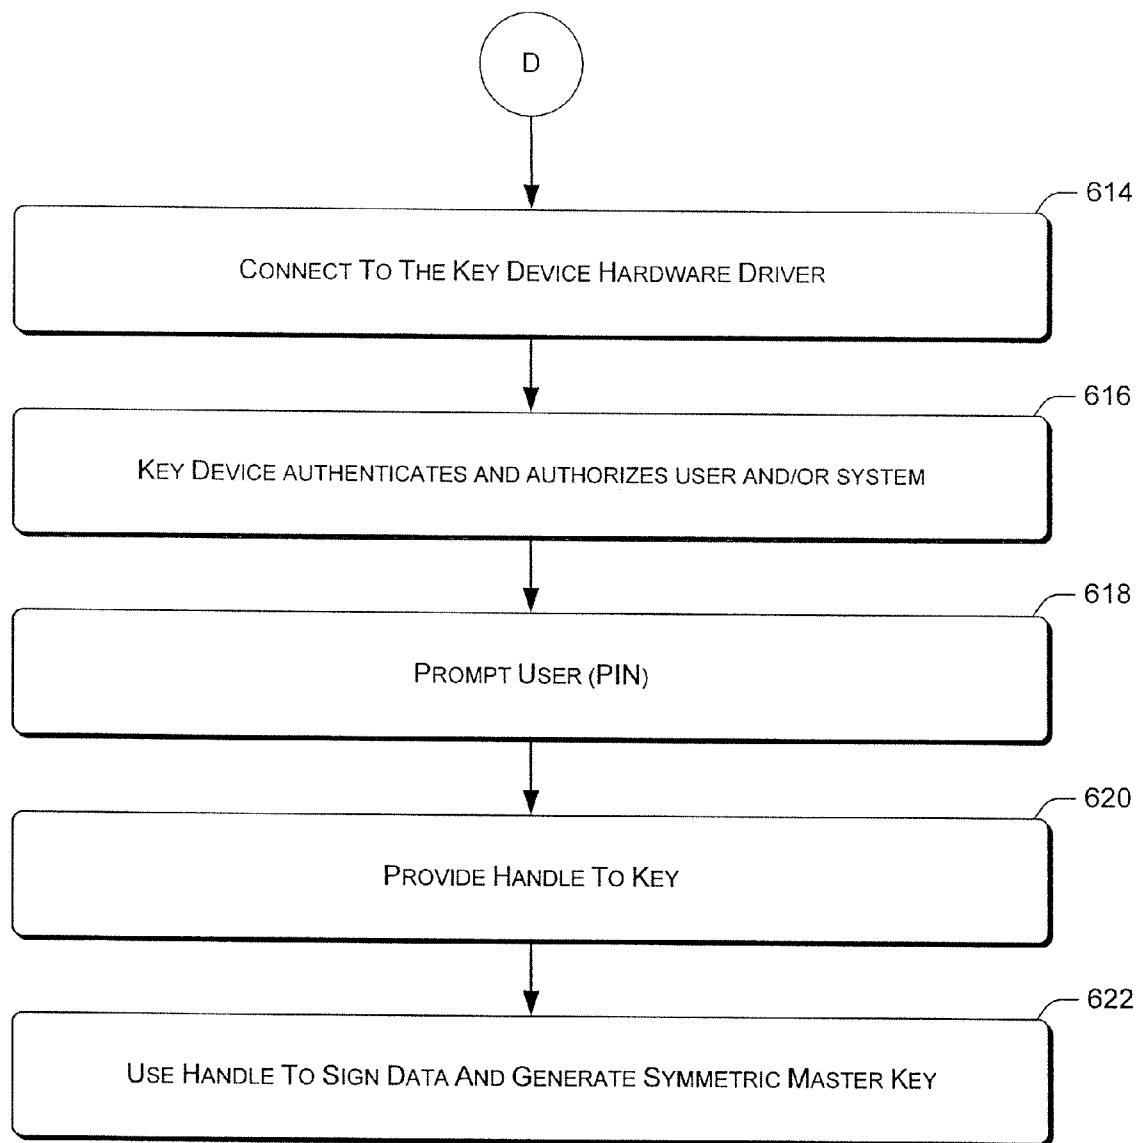 D
614
CONNECT TO THE KEY DEVICE HARDWARE DRIVER
616
KEY DEVICE AUTHENTICATES AND AUTHORIZES USER AND/OR SYSTEM
618
PROMPT USER (PIN)
620
PROVIDE HANDLE TO KEY
622
USE HANDLE TO SIGN DATA AND GENERATE SYMMETRIC MASTER KEY